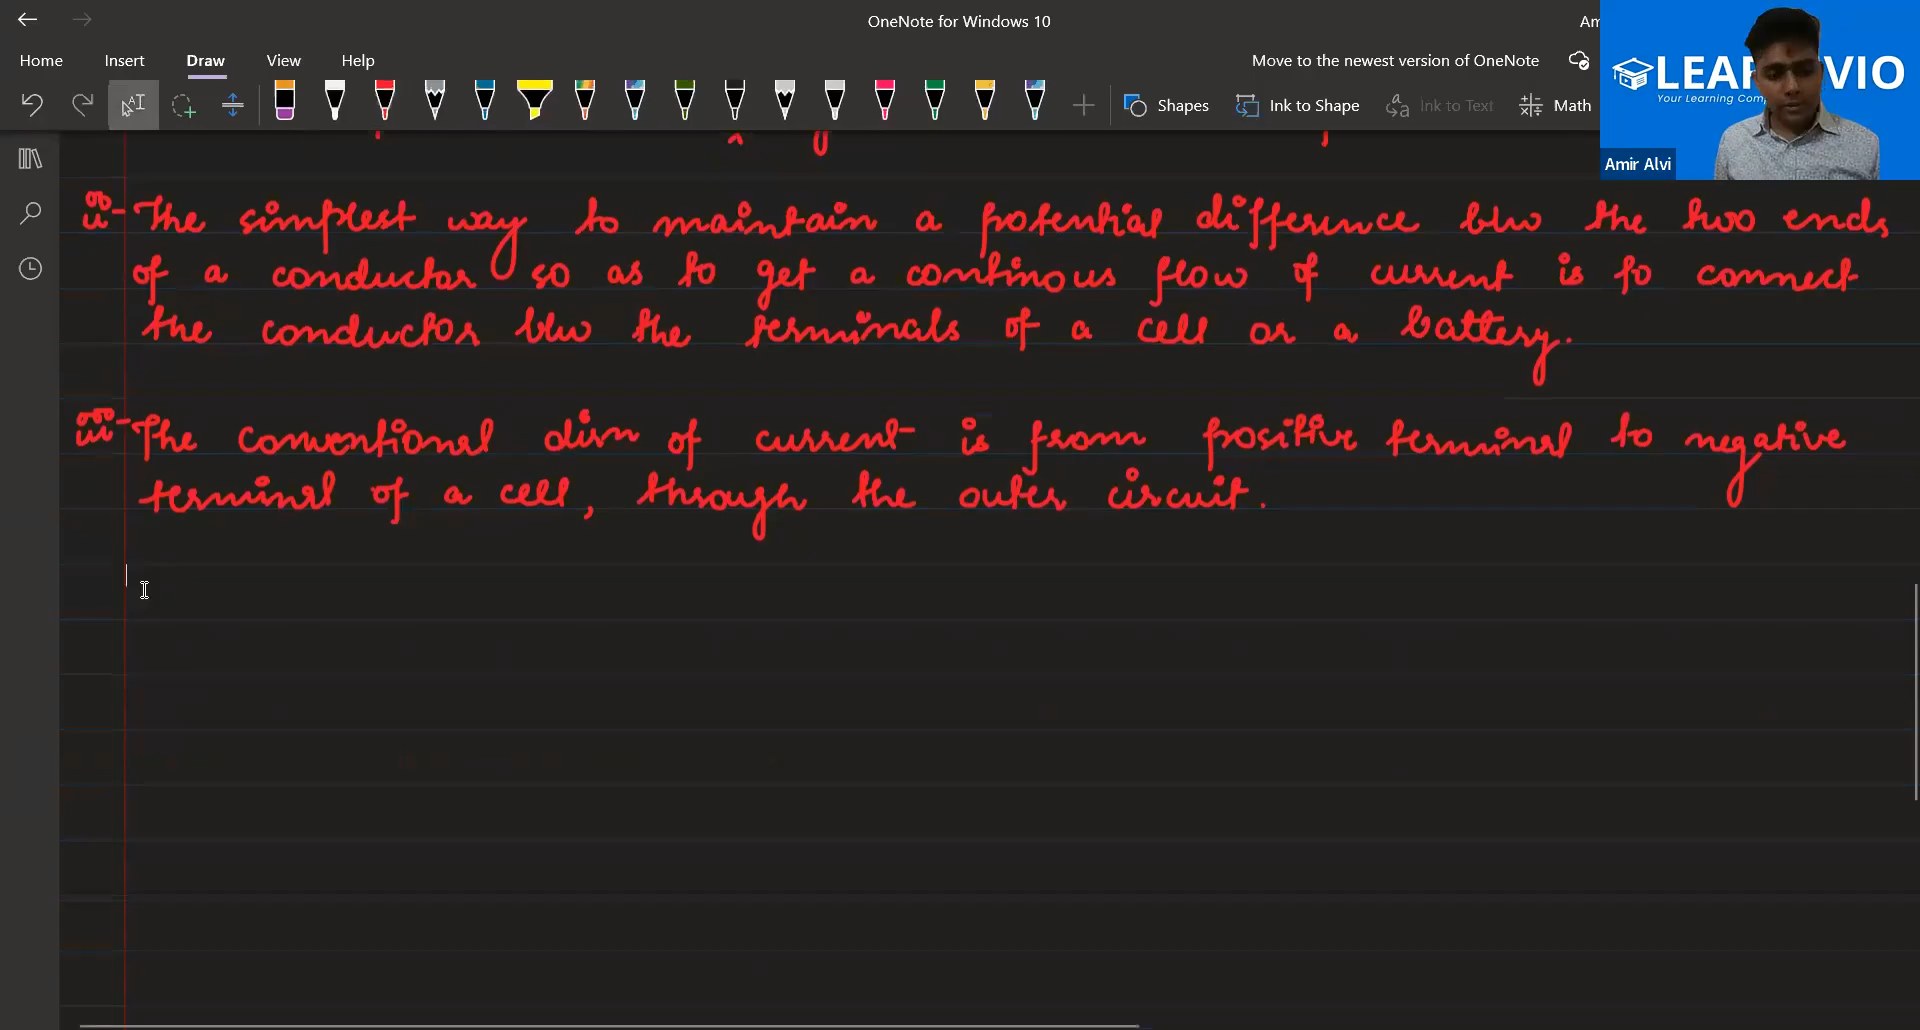 OneNote for Windows 10
Am
Home Insert Draw View Help
Move to the newest version of OneNote
Shapes Ink to Shape Ink to Text Math
LEAR VIO
Your Learning Comp
Amir Alvi
ii- The simplest way to maintain a potential difference b/w the two ends
of a conductor so as to get a continous flow of current is to connect
the conductor b/w the terminals of a cell or a battery.
iii- The conventional dirn of current is from positive terminal to negative
terminal of a cell, through the outer circuit.